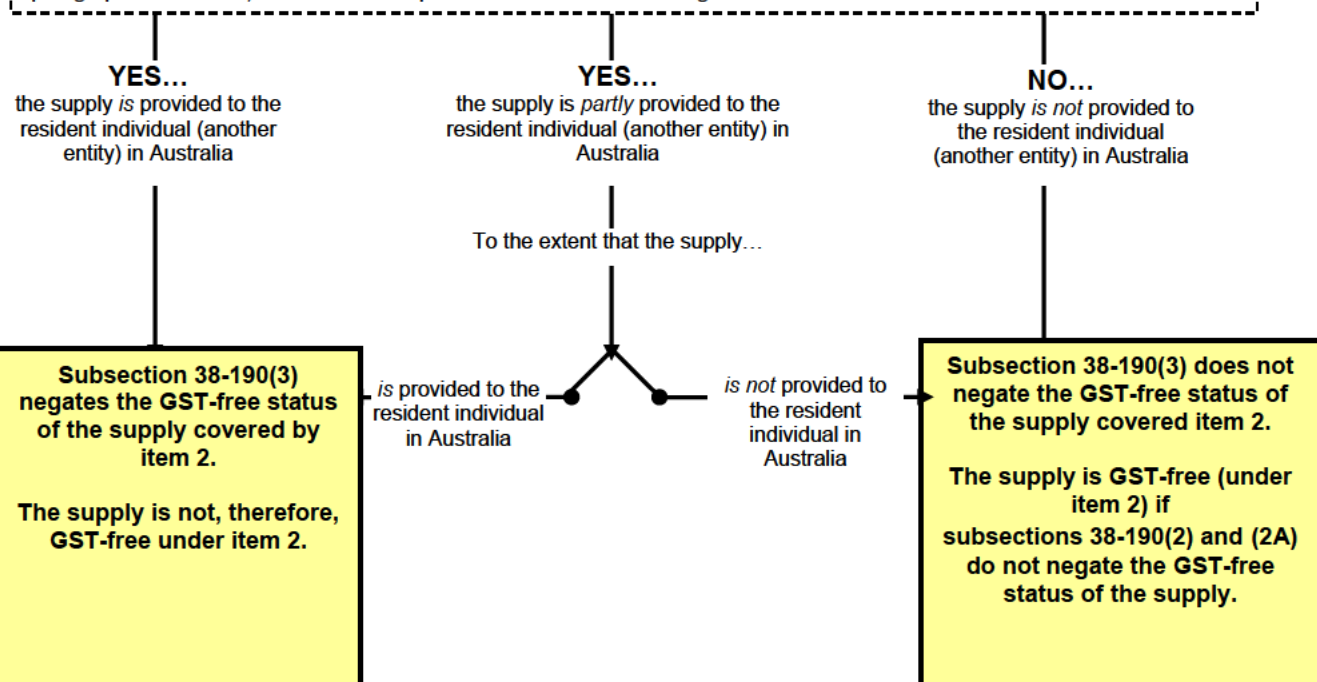 YES…
the supply is provided to the
resident individual (another
entity) in Australia
YES…
the supply is partly provided to the
resident individual (another entity) in
Australia
NO…
the supply is not provided to
the resident individual
(another entity) in Australia
To the extent that the supply…
Subsection 38-190(3)
negates the GST-free status
of the supply covered by
item 2.
The supply is not, therefore,
GST-free under item 2.
is provided to the
resident individual
in Australia
is not provided to
the resident
individual in
Australia
Subsection 38-190(3) does not
negate the GST-free status of
the supply covered item 2.
The supply is GST-free (under
item 2) if
subsections 38-190(2) and (2A)
do not negate the GST-free
status of the supply.